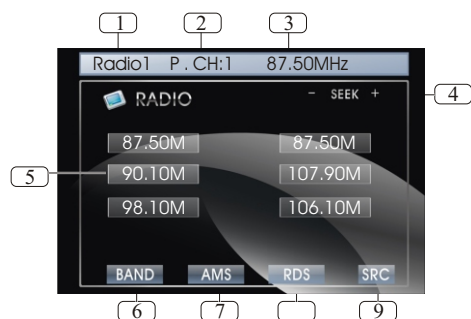 1 2 3
Radio1 P . CH:1 87.50MHz
4
RADIO - SEEK +
87.50M 87.50M
5 90.10M 107.90M
98.10M 106.10M
BAND AMS RDS SRC
6 7 9